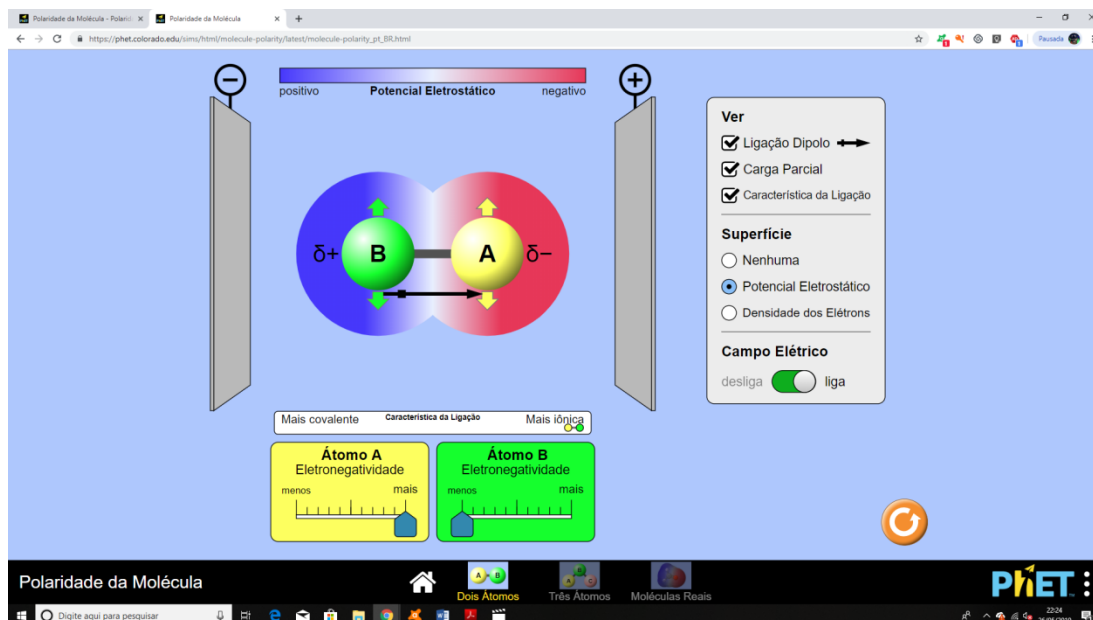 Polaridade da Molécula - Polarid
Polaridade da Molécula
https://phet.colorado.edu/sims/html/molecule-polarity/latest/molecule-polarity_pt_BR.html
Pausada
positivo Potencial Eletrostático negativo
Ver
Ligação Dipolo
Carga Parcial
Característica da Ligação
Superfície
Nenhuma
Potencial Eletrostático
Densidade dos Elétrons
Campo Elétrico
desliga liga
δ+ B A δ−
Mais covalente Característica da Ligação Mais iônica
Átomo A
Eletronegatividade
menos mais
Átomo B
Eletronegatividade
menos mais
Polaridade da Molécula
A B
Dois Átomos
Três Átomos
Moléculas Reais
PhET
Digite aqui para pesquisar
22:24